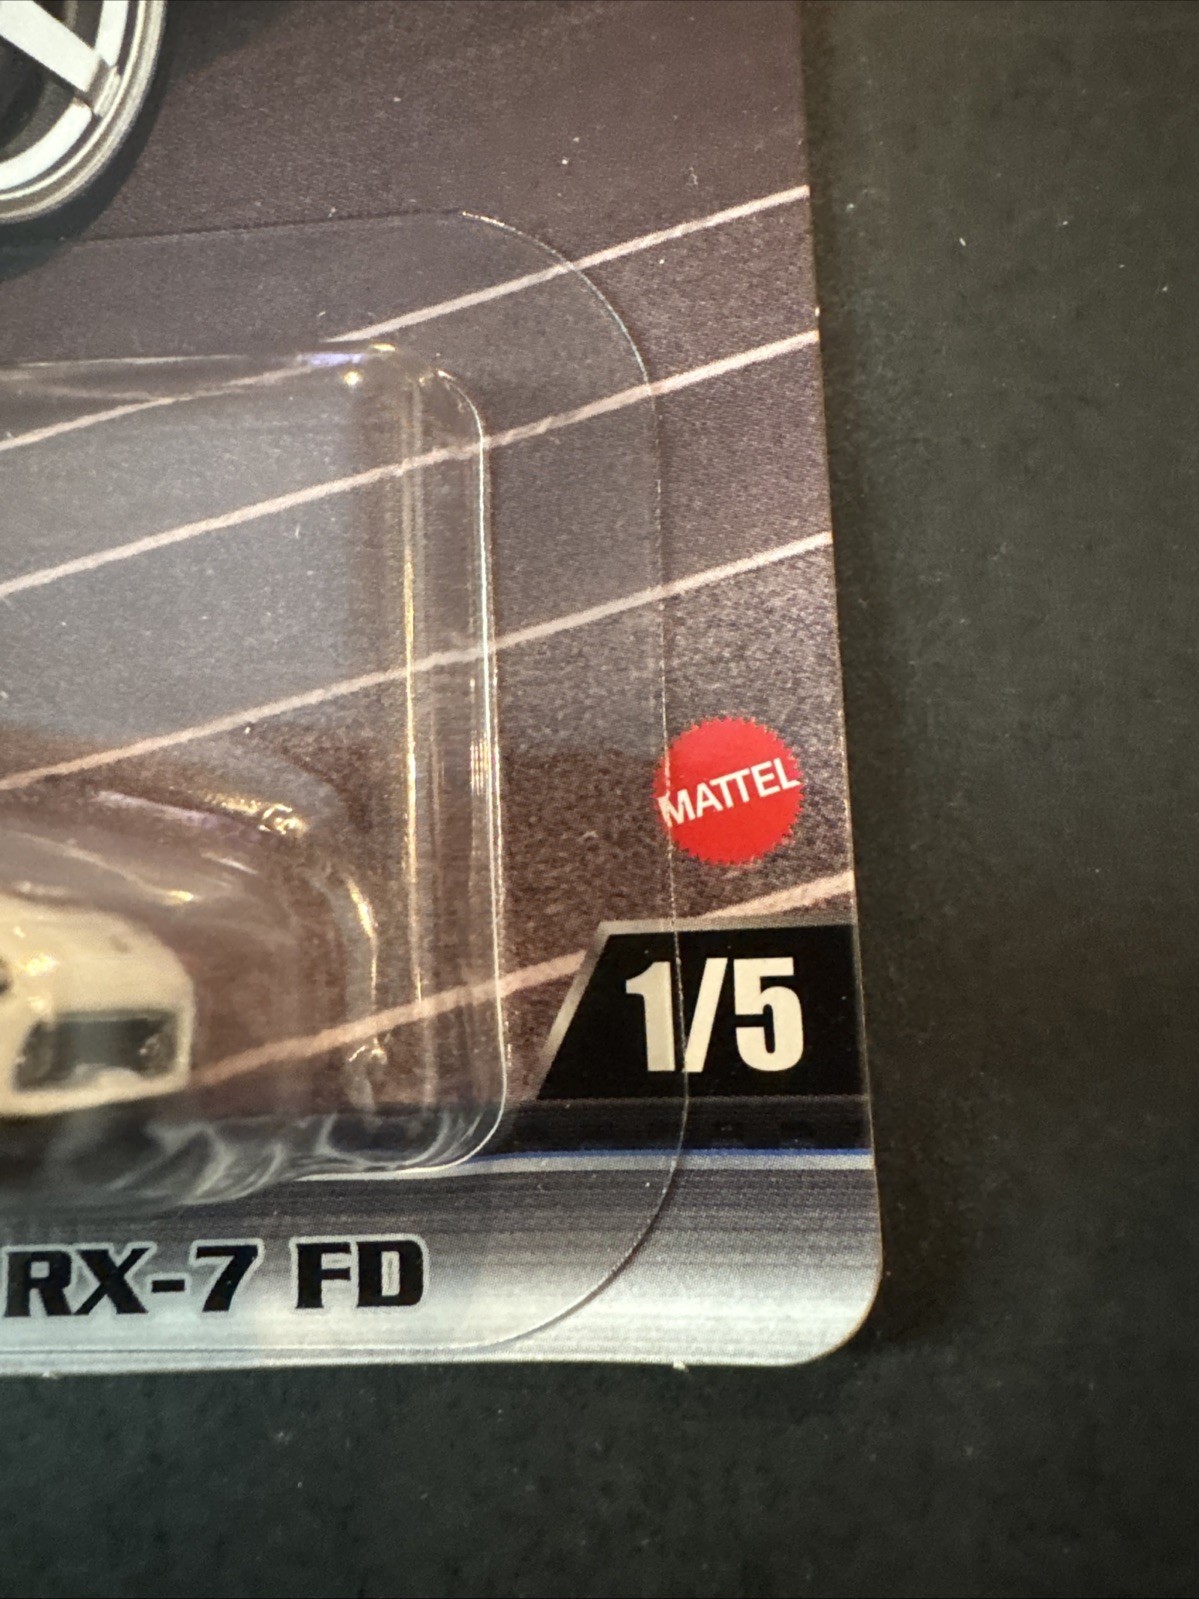 MATTEL
1/5
RX-7 FD